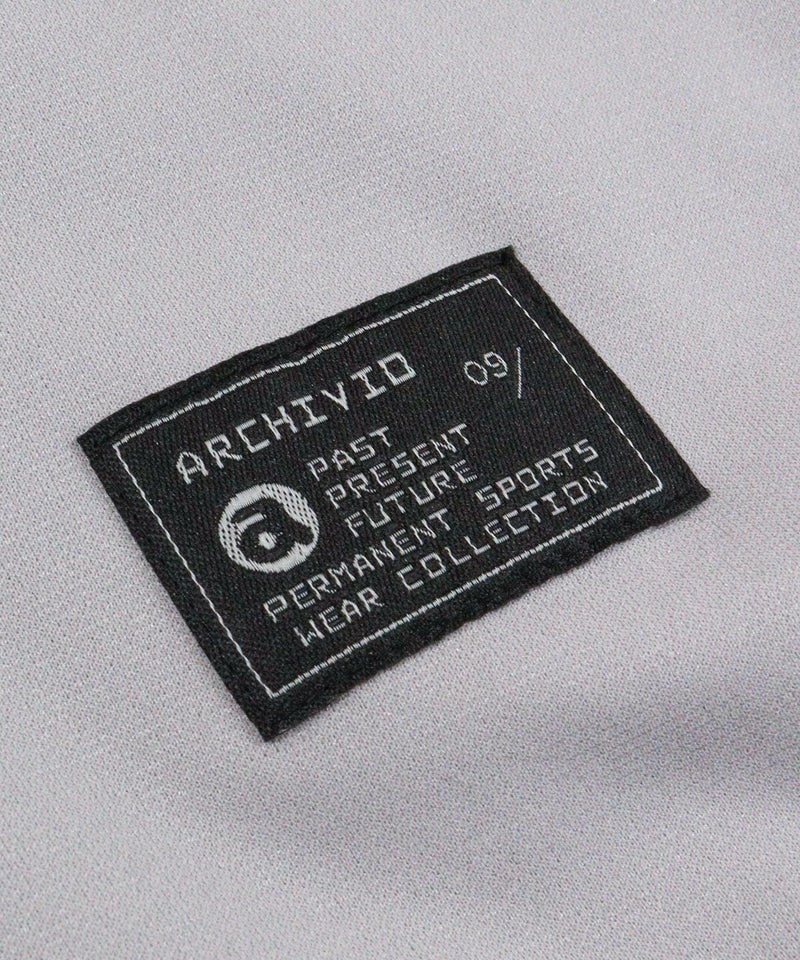 ARCHIVIO 09/
PAST
PRESENT
FUTURE
PERMANENT SPORTS
WEAR COLLECTION
a